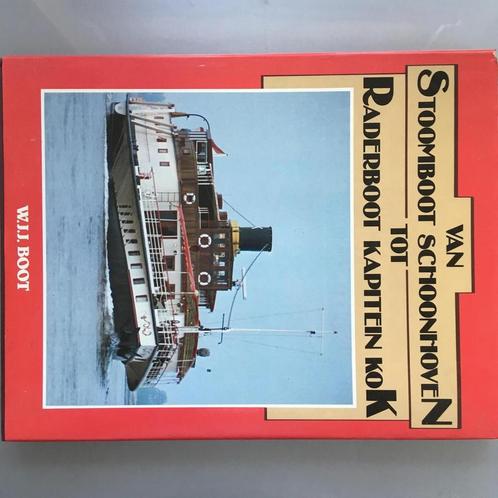 VAN
STOOMBOOT SCHOONHOVEN
TOT
RADERBOOT KAPITEIN KOK
W.J.J. BOOT